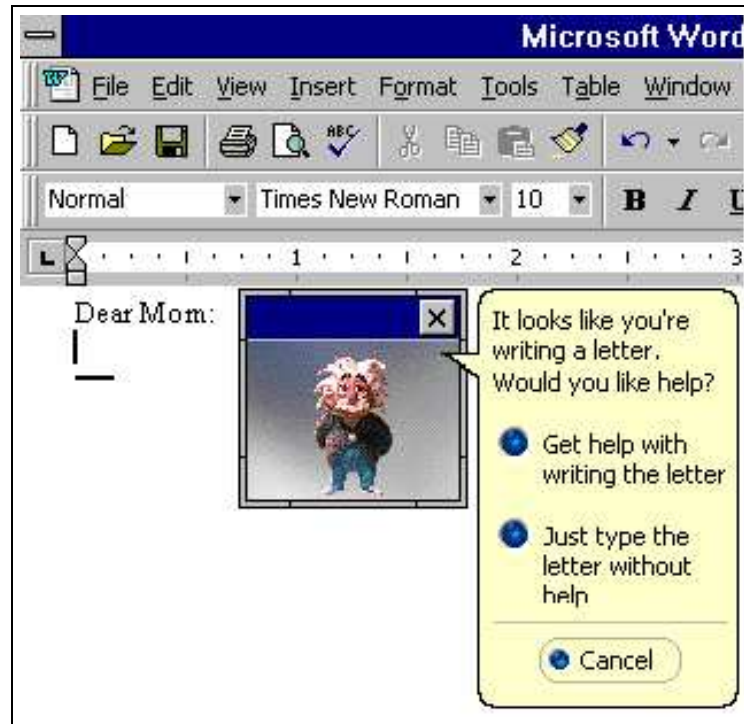 Microsoft Word
File Edit View Insert Format Tools Table Window
ABC
Normal Times New Roman 10 B I U
1 2 3
Dear Mom:
It looks like you're
writing a letter.
Would you like help?
Get help with
writing the letter
Just type the
letter without
help
Cancel